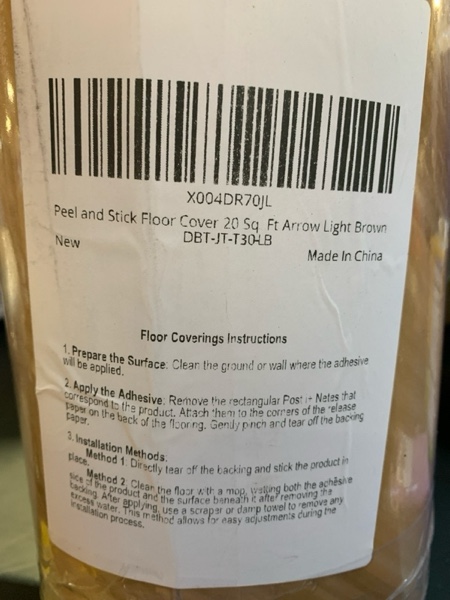 X004DR70JL
Peel and Stick Floor Cover 20 Sq. Ft Arrow Light Brown
New DBT-JT-T30-LB
Made In China
Floor Coverings Instructions
1. Prepare the Surface: Clean the ground or wall where the adhesive
will be applied.
2. Apply the Adhesive: Remove the rectangular Post it Notes that
correspond to the product. Attach them to the corners of the release
paper on the back of the flooring. Gently pinch and tear off the backing
paper.
3. Installation Methods:
Method 1: Directly tear off the backing and stick the product in
place.
Method 2: Clean the floor with a mop, wetting both the adhesive
side of the product and the surface beneath it after removing the
backing. After applying, use a scraper or damp towel to remove any
excess water. This method allows for easy adjustments during the
installation process.